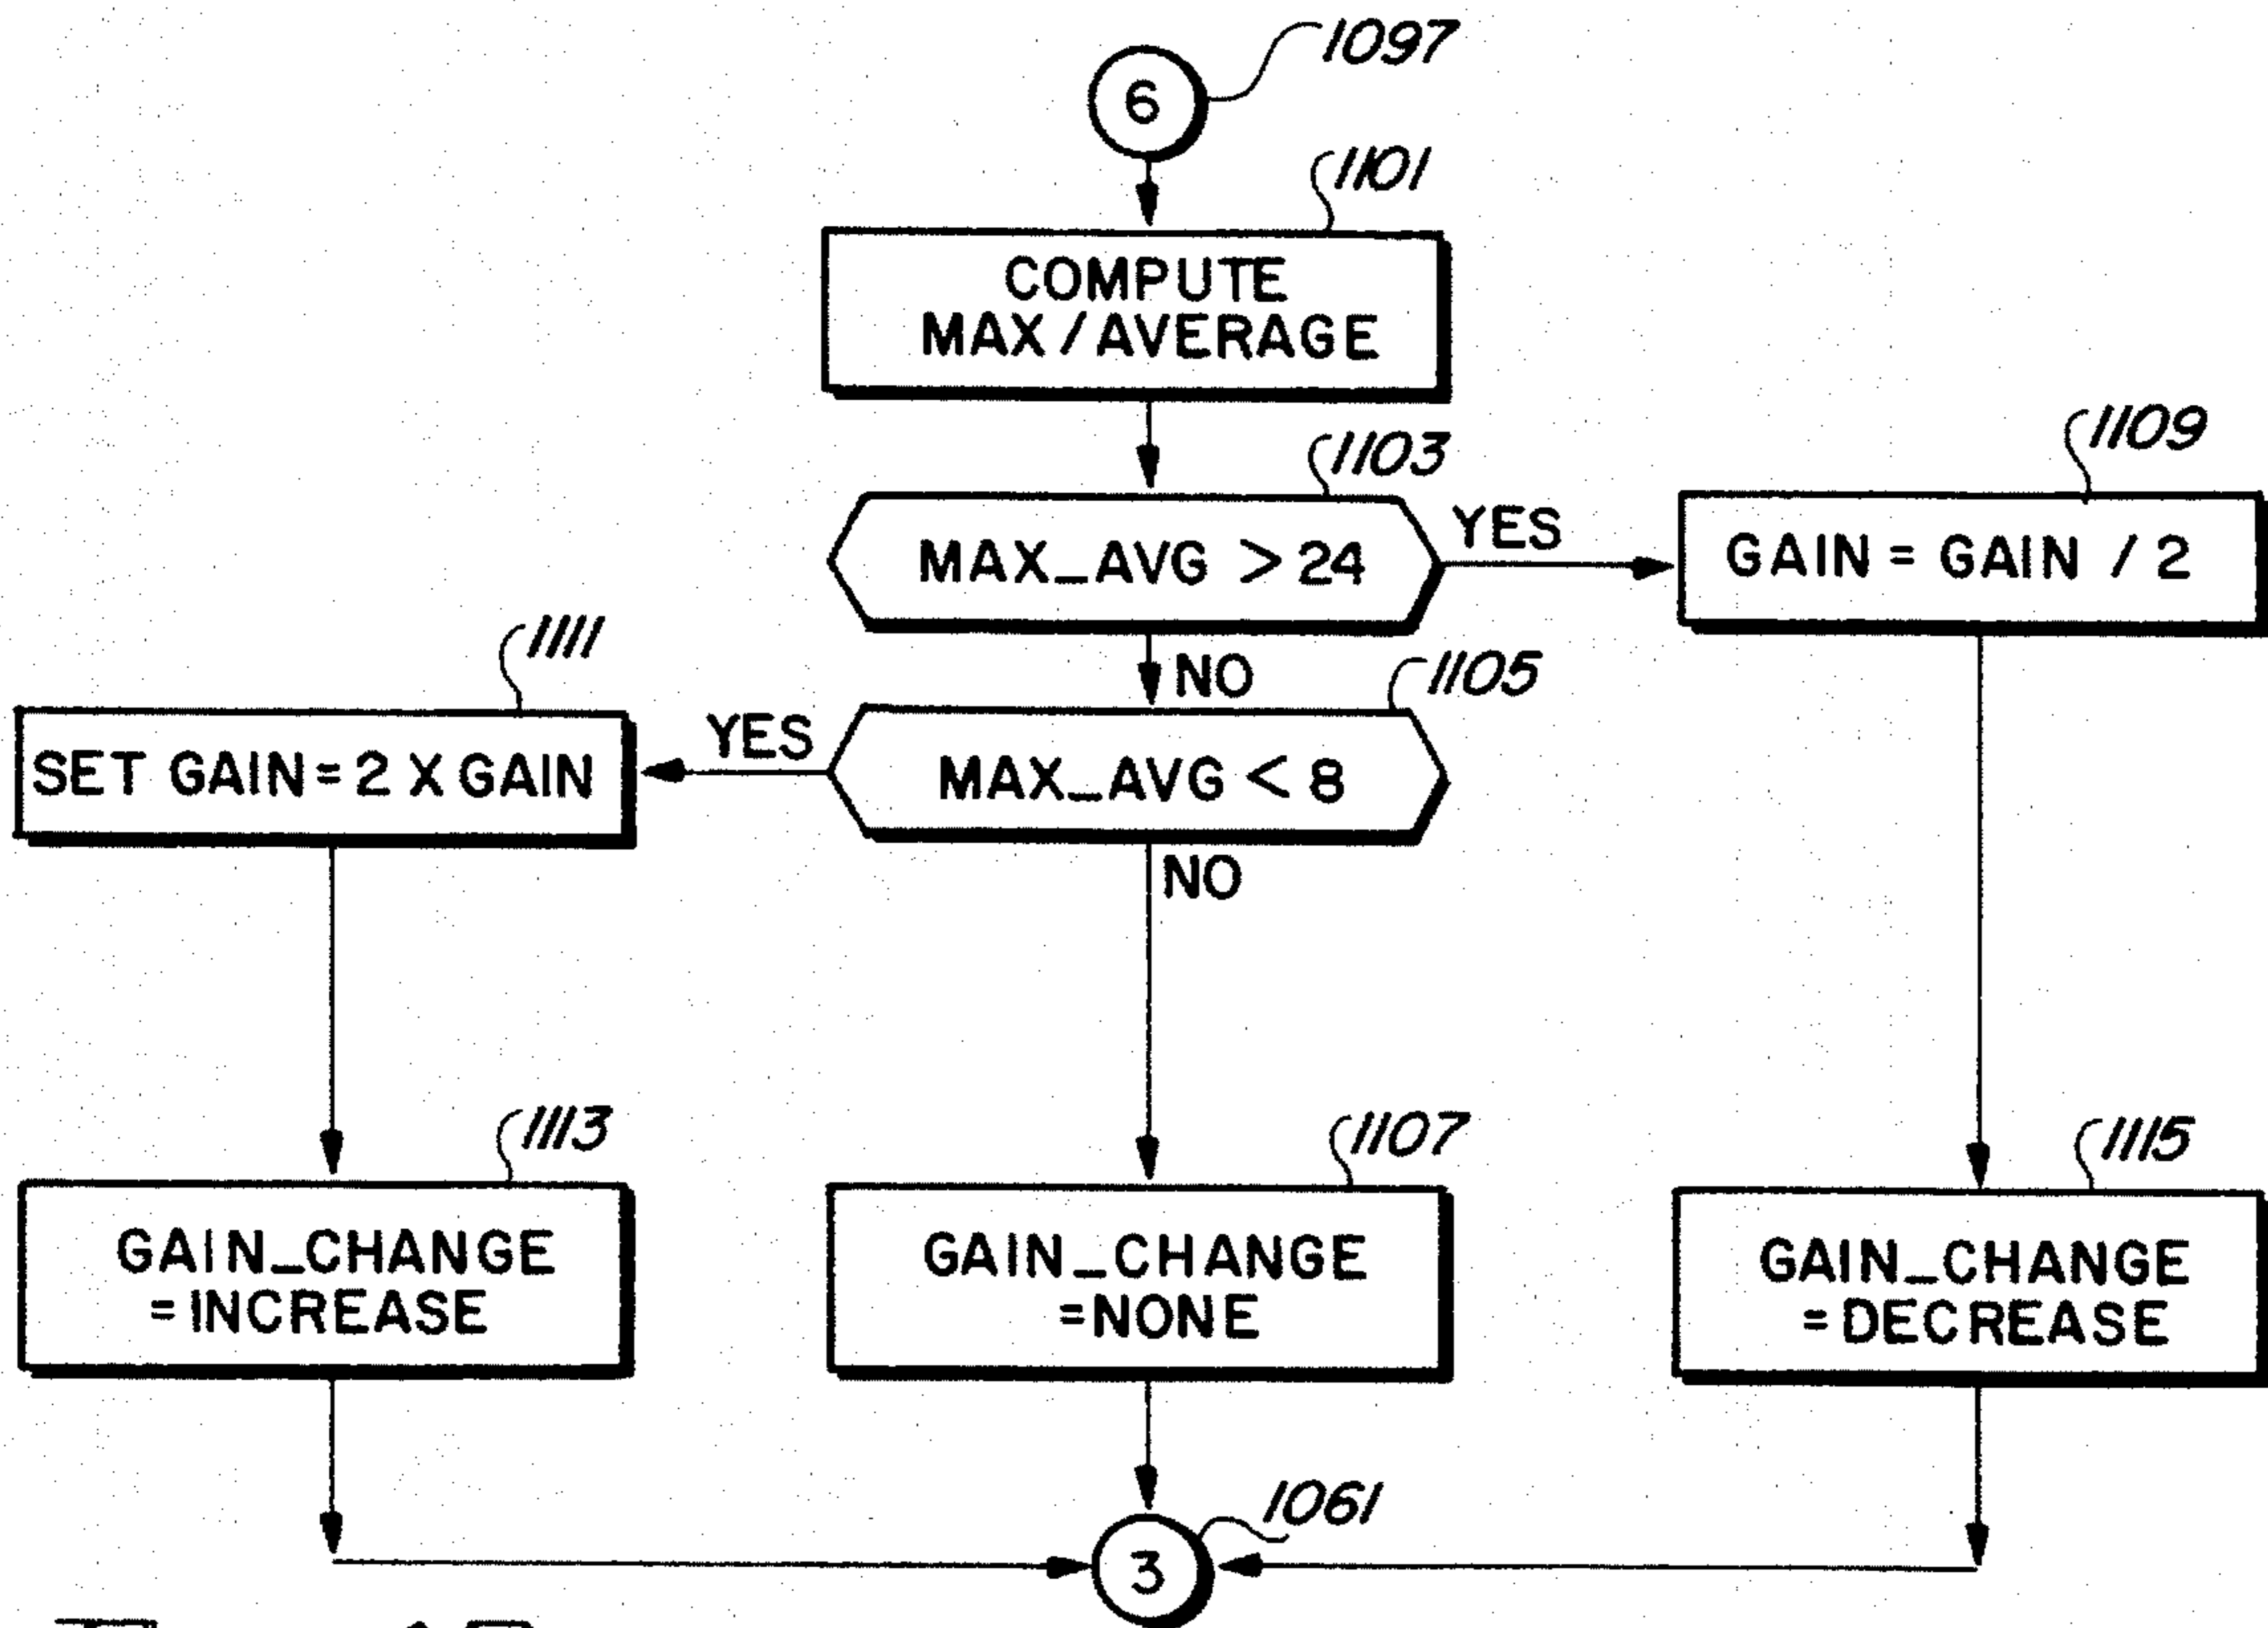 1097
6
1101
COMPUTE
MAX / AVERAGE
1103
1109
MAX_AVG > 24
YES
GAIN = GAIN / 2
1111
NO
1105
SET GAIN = 2 X GAIN
YES
MAX_AVG < 8
NO
1113
1107
1115
GAIN_CHANGE
= INCREASE
GAIN_CHANGE
=NONE
GAIN_CHANGE
= DECREASE
1061
3